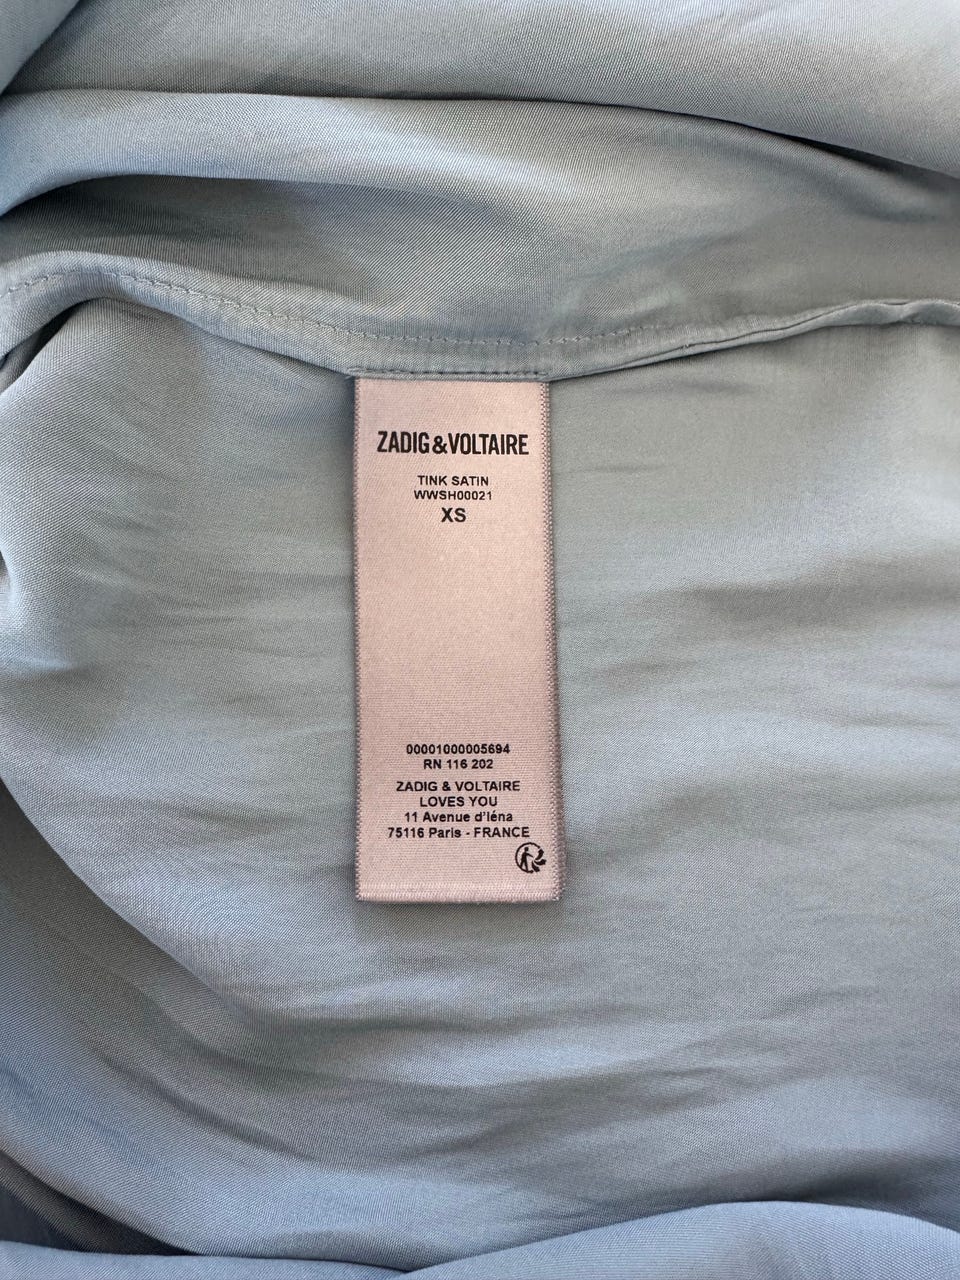 ZADIG&VOLTAIRE
TINK SATIN
WWSH00021
XS
00001000005694
RN 116 202
ZADIG & VOLTAIRE
LOVES YOU
11 Avenue d'Iéna
75116 Paris - FRANCE